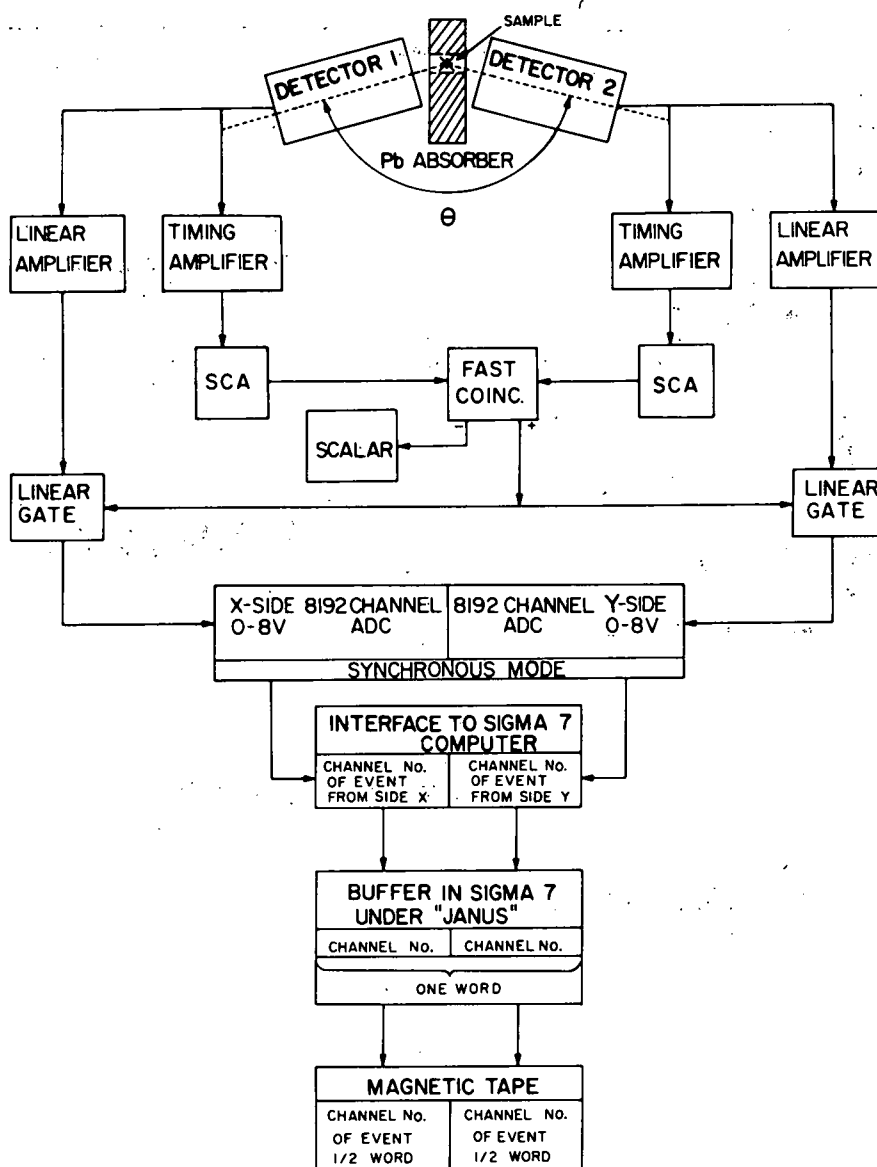 SAMPLE
DETECTOR 1
DETECTOR 2
Pb ABSORBER
θ
LINEAR
AMPLIFIER
TIMING
AMPLIFIER
TIMING
AMPLIFIER
LINEAR
AMPLIFIER
SCA
FAST
COINC.
SCA
- +
SCALAR
LINEAR
GATE
LINEAR
GATE
X-SIDE 8192 CHANNEL
0-8V ADC
8192 CHANNEL Y-SIDE
ADC 0-8V
SYNCHRONOUS MODE
INTERFACE TO SIGMA 7
COMPUTER
CHANNEL No.
OF EVENT
FROM SIDE X
CHANNEL No.
OF EVENT
FROM SIDE Y
BUFFER IN SIGMA 7
UNDER "JANUS"
CHANNEL No.
CHANNEL No.
ONE WORD
MAGNETIC TAPE
CHANNEL No.
OF EVENT
1/2 WORD
CHANNEL No.
OF EVENT
1/2 WORD